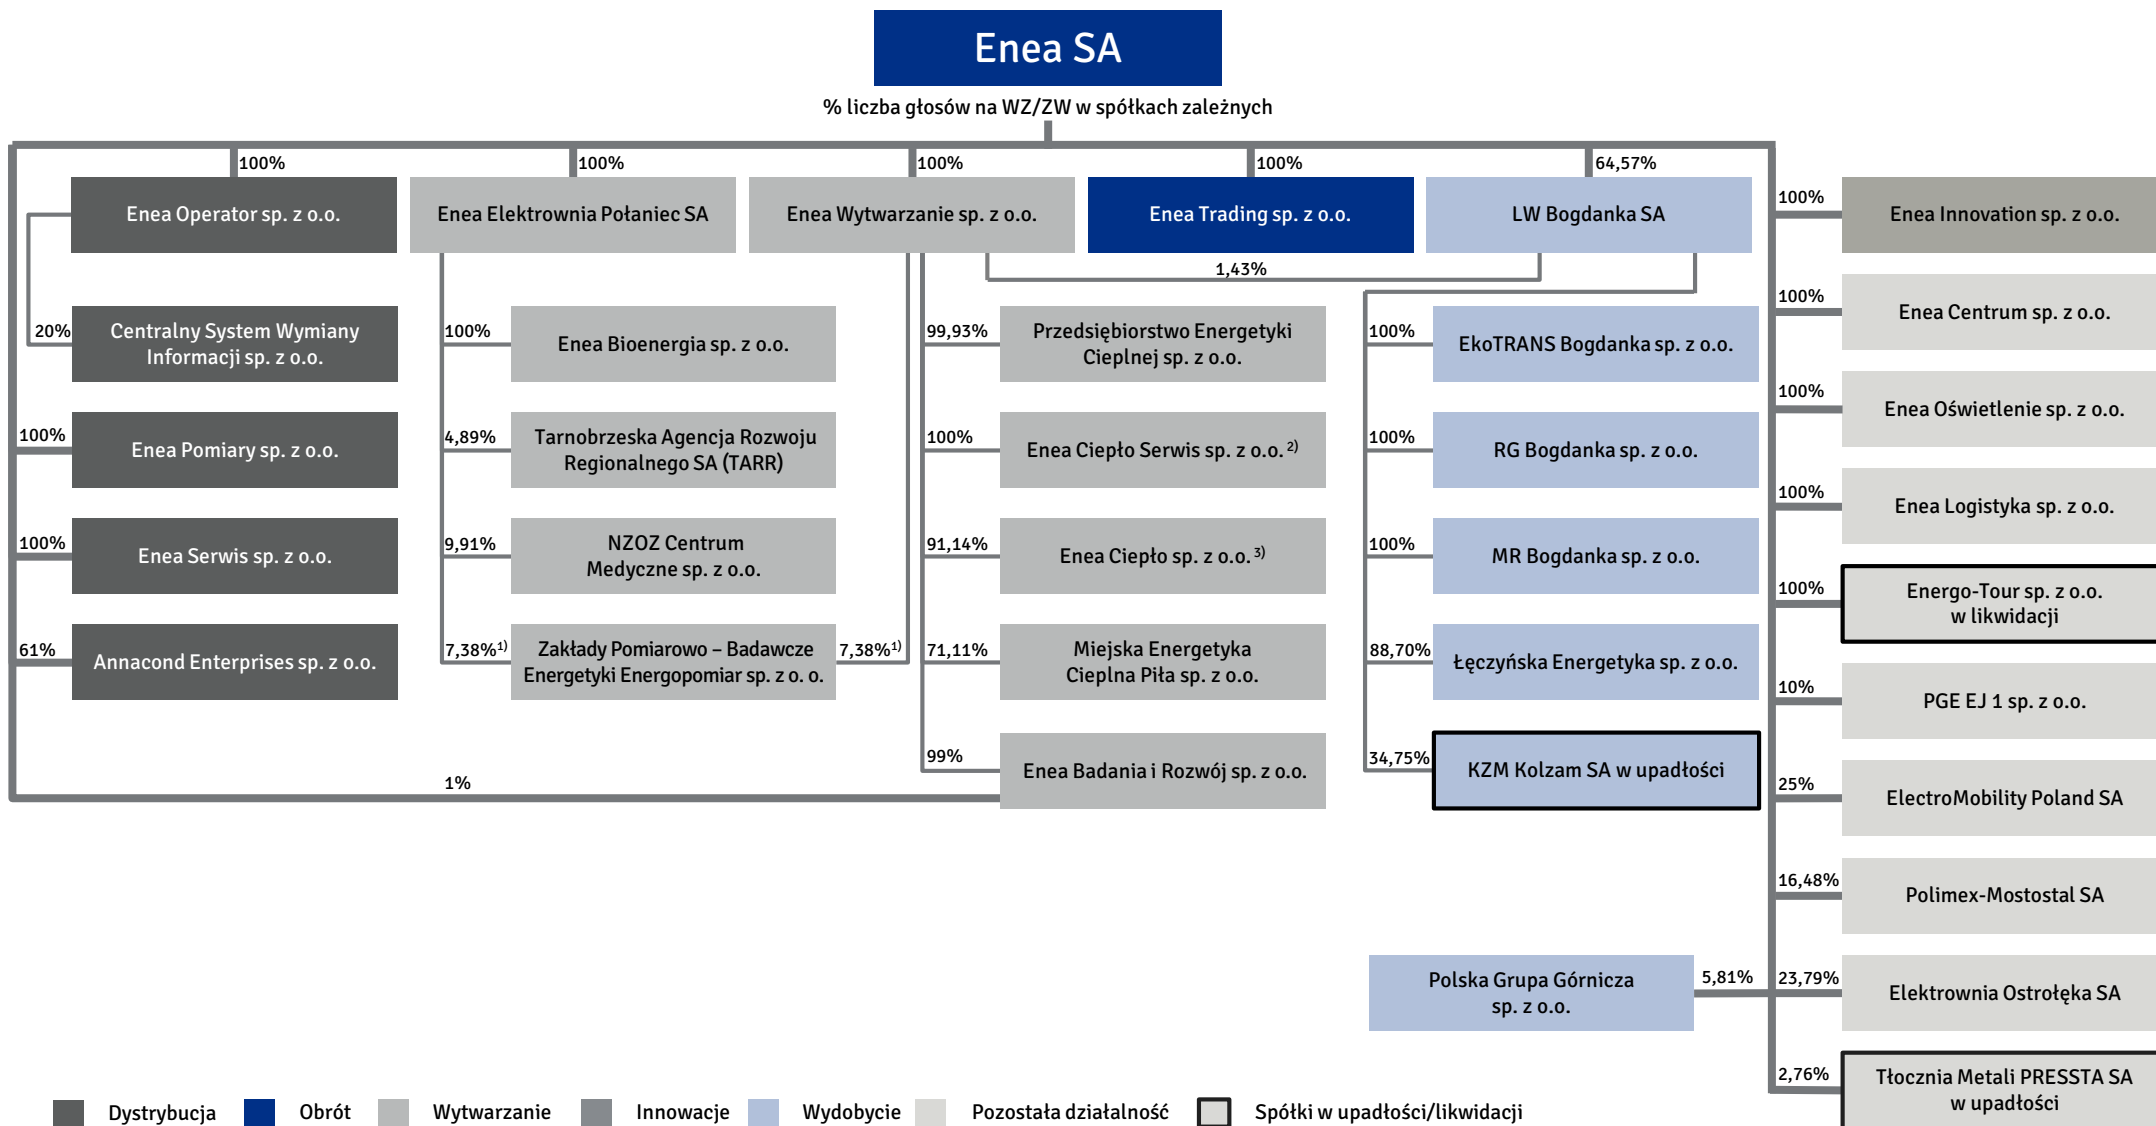 Enea SA
% liczba głosów na WZ/ZW w spółkach zależnych
100%
100%
100%
100%
64,57%
Enea Operator sp. z o.o.
Enea Elektrownia Połaniec SA
Enea Wytwarzanie sp. z o.o.
Enea Trading sp. z o.o.
LW Bogdanka SA
1,43%
20%
Centralny System Wymiany
Informacji sp. z o.o.
100%
Enea Pomiary sp. z o.o.
100%
Enea Serwis sp. z o.o.
61%
Annacond Enterprises sp. z o.o.
1%
100%
Enea Bioenergia sp. z o.o.
4,89%
Tarnobrzeska Agencja Rozwoju
Regionalnego SA (TARR)
9,91%
NZOZ Centrum
Medyczne sp. z o.o.
7,38%1)
Zakłady Pomiarowo – Badawcze
Energetyki Energopomiar sp. z o. o.
7,38%1)
99,93%
Przedsiębiorstwo Energetyki
Cieplnej sp. z o.o.
100%
Enea Ciepło Serwis sp. z o.o. 2)
91,14%
Enea Ciepło sp. z o.o. 3)
71,11%
Miejska Energetyka
Cieplna Piła sp. z o.o.
99%
Enea Badania i Rozwój sp. z o.o.
100%
EkoTRANS Bogdanka sp. z o.o.
100%
RG Bogdanka sp. z o.o.
100%
MR Bogdanka sp. z o.o.
88,70%
Łęczyńska Energetyka sp. z o.o.
34,75%
KZM Kolzam SA w upadłości
Polska Grupa Górnicza
sp. z o.o.
5,81%
100%
Enea Innovation sp. z o.o.
100%
Enea Centrum sp. z o.o.
100%
Enea Oświetlenie sp. z o.o.
100%
Enea Logistyka sp. z o.o.
100%
Energo-Tour sp. z o.o.
w likwidacji
10%
PGE EJ 1 sp. z o.o.
25%
ElectroMobility Poland SA
16,48%
Polimex-Mostostal SA
23,79%
Elektrownia Ostrołęka SA
2,76%
Tłocznia Metali PRESSTA SA
w upadłości
Dystrybucja
Obrót
Wytwarzanie
Innowacje
Wydobycie
Pozostała działalność
Spółki w upadłości/likwidacji